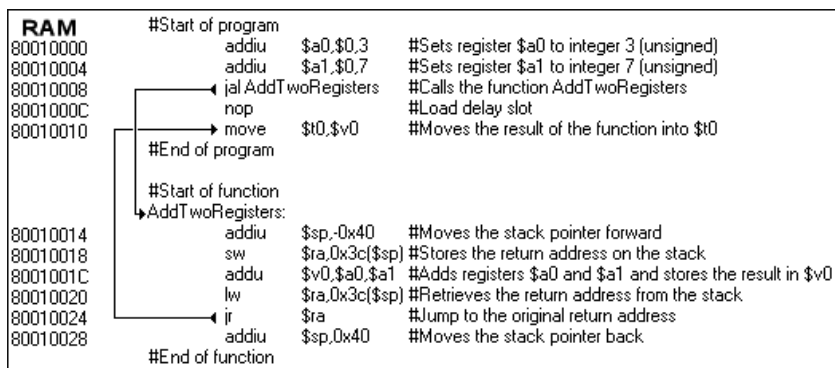 RAM #Start of program
80010000 addiu $a0,$0,3 #Sets register $a0 to integer 3 (unsigned)
80010004 addiu $a1,$0,7 #Sets register $a1 to integer 7 (unsigned)
80010008 jal AddTwoRegisters #Calls the function AddTwoRegisters
8001000C nop #Load delay slot
80010010 move $t0,$v0 #Moves the result of the function into $t0
#End of program
#Start of function
AddTwoRegisters:
80010014 addiu $sp,-0x40 #Moves the stack pointer forward
80010018 sw $ra,0x3c($sp) #Stores the return address on the stack
8001001C addu $v0,$a0,$a1 #Adds registers $a0 and $a1 and stores the result in $v0
80010020 lw $ra,0x3c($sp) #Retrieves the return address from the stack
80010024 jr $ra #Jump to the original return address
80010028 addiu $sp,0x40 #Moves the stack pointer back
#End of function